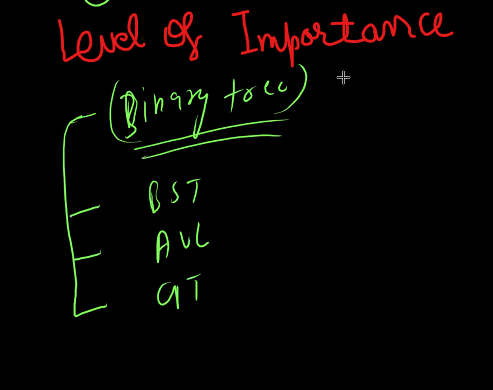 Level of Importance
(Binary tree)
BST
AVL
GT